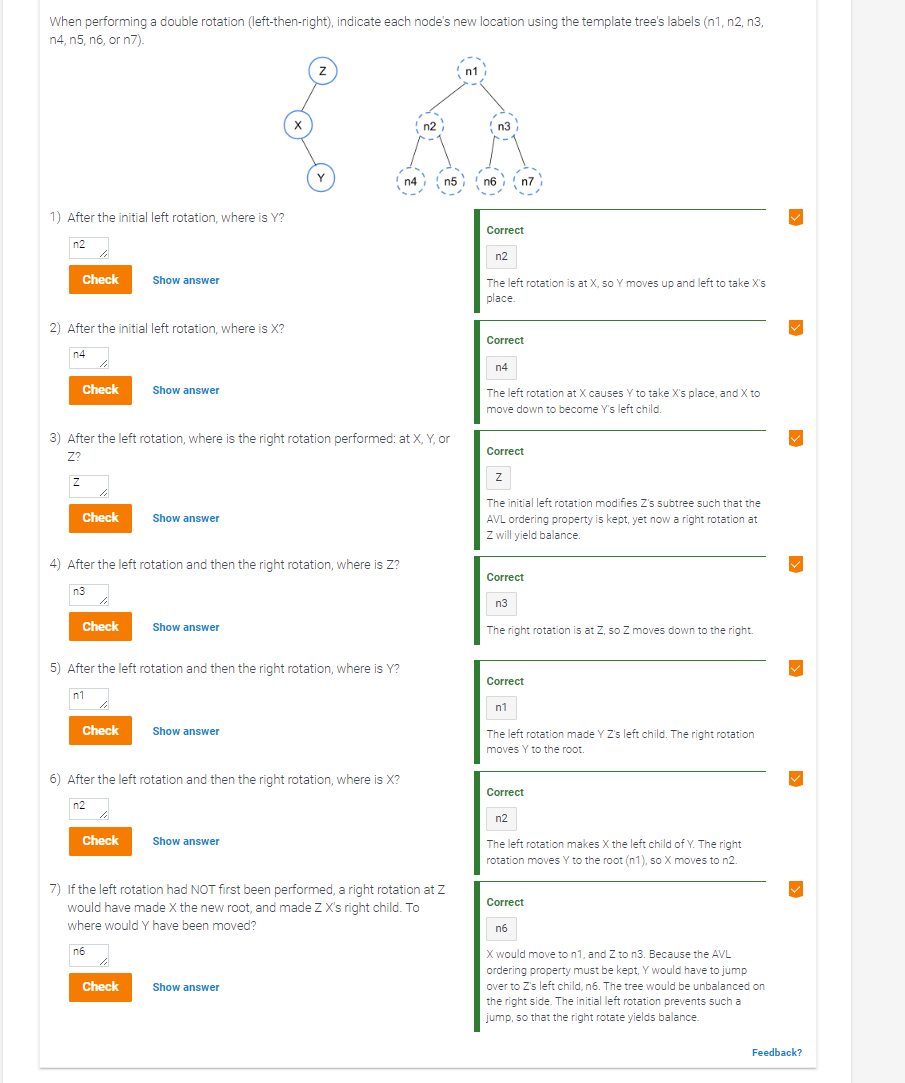 When performing a double rotation (left-then-right), indicate each node's new location using the template tree's labels (n1, n2, n3,
n4, n5, n6, or n7).
Z
n1
X
n2
n3
Y
n4
n5
n6
n7
1) After the initial left rotation, where is Y?
n2
Check
Show answer
Correct
n2
The left rotation is at X, so Y moves up and left to take X's
place.
2) After the initial left rotation, where is X?
n4
Check
Show answer
Correct
n4
The left rotation at X causes Y to take X's place, and X to
move down to become Y's left child.
3) After the left rotation, where is the right rotation performed: at X, Y, or
Z?
Z
Check
Show answer
Correct
Z
The initial left rotation modifies Z's subtree such that the
AVL ordering property is kept, yet now a right rotation at
Z will yield balance.
4) After the left rotation and then the right rotation, where is Z?
n3
Check
Show answer
Correct
n3
The right rotation is at Z, so Z moves down to the right.
5) After the left rotation and then the right rotation, where is Y?
n1
Check
Show answer
Correct
n1
The left rotation made Y Z's left child. The right rotation
moves Y to the root.
6) After the left rotation and then the right rotation, where is X?
n2
Check
Show answer
Correct
n2
The left rotation makes X the left child of Y. The right
rotation moves Y to the root (n1), so X moves to n2.
7) If the left rotation had NOT first been performed, a right rotation at Z
would have made X the new root, and made Z X's right child. To
where would Y have been moved?
n6
Check
Show answer
Correct
n6
X would move to n1, and Z to n3. Because the AVL
ordering property must be kept, Y would have to jump
over to Z's left child, n6. The tree would be unbalanced on
the right side. The initial left rotation prevents such a
jump, so that the right rotate yields balance.
Feedback?